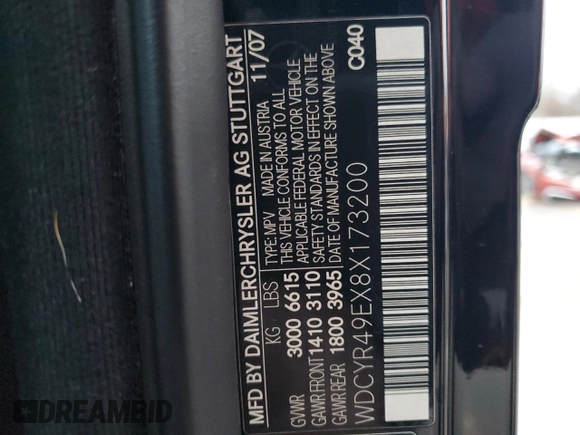 MFD BY DAIMLERCHRYSLER AG STUTTGART
KG LBS TYPE: MPV MADE IN AUSTRIA 11/07
GVWR 3000 6615 THIS VEHICLE CONFORMS TO ALL
GAWR FRONT 1410 3110 APPLICABLE FEDERAL MOTOR VEHICLE
GAWR REAR 1800 3965 SAFETY STANDARDS IN EFFECT ON THE
DATE OF MANUFACTURE SHOWN ABOVE
C040
WDCYR49EX8X173200
DREAMBID